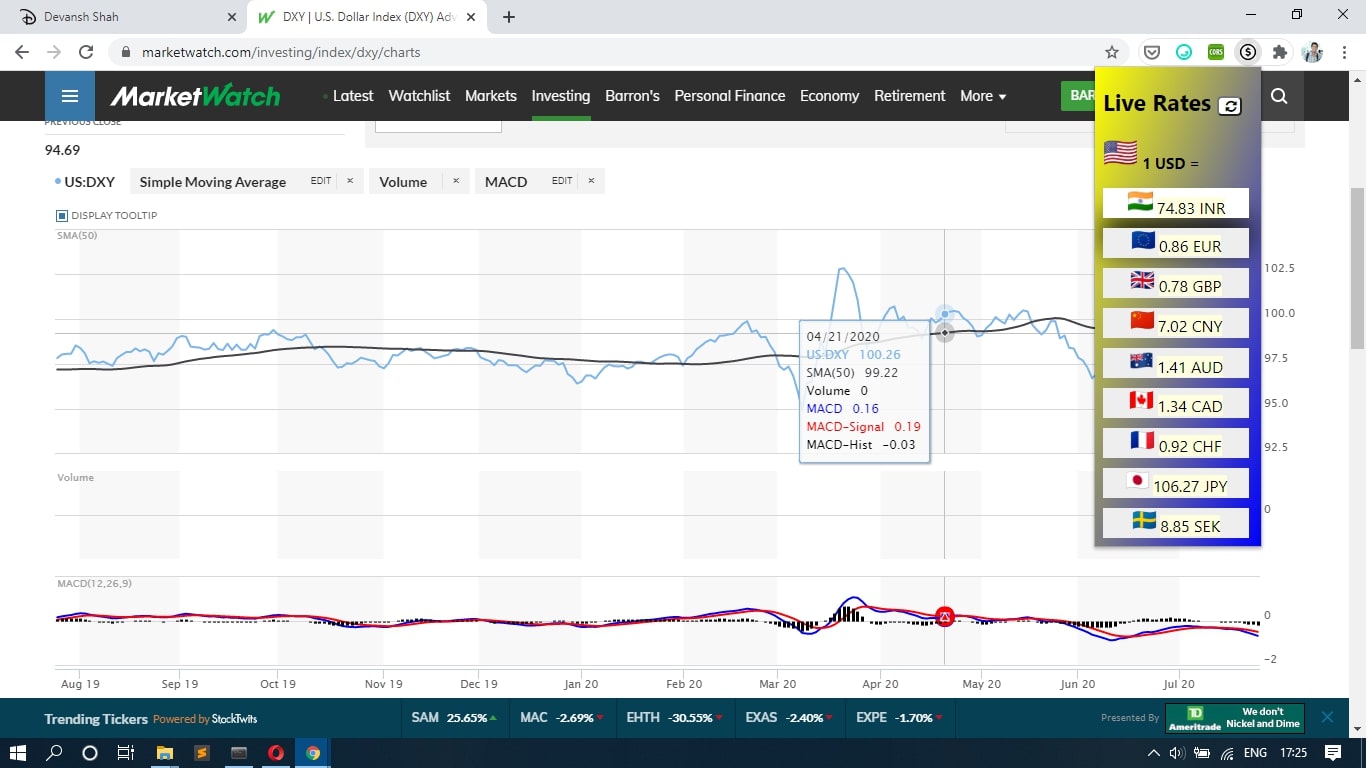 Devansh Shah
DXY | U.S. Dollar Index (DXY) Adv
marketwatch.com/investing/index/dxy/charts
CORS
MarketWatch
Latest Watchlist Markets Investing Barron's Personal Finance Economy Retirement More
BAR
PREVIOUS CLOSE
94.69
US:DXY
Simple Moving Average EDIT ×
Volume ×
MACD EDIT ×
DISPLAY TOOLTIP
SMA(50)
04/21/2020
US:DXY 100.26
SMA(50) 99.22
Volume 0
MACD 0.16
MACD-Signal 0.19
MACD-Hist -0.03
102.5
100.0
97.5
95.0
92.5
Volume
0
MACD(12,26,9)
0
-2
Aug 19 Sep 19 Oct 19 Nov 19 Dec 19 Jan 20 Feb 20 Mar 20 Apr 20 May 20 Jun 20 Jul 20
Live Rates
1 USD =
74.83 INR
0.86 EUR
0.78 GBP
7.02 CNY
1.41 AUD
1.34 CAD
0.92 CHF
106.27 JPY
8.85 SEK
Trending Tickers Powered by StockTwits
SAM 25.65% MAC -2.69% EHTH -30.55% EXAS -2.40% EXPE -1.70%
Presented By
TD
Ameritrade
We don't
Nickel and Dime
ENG 17:25